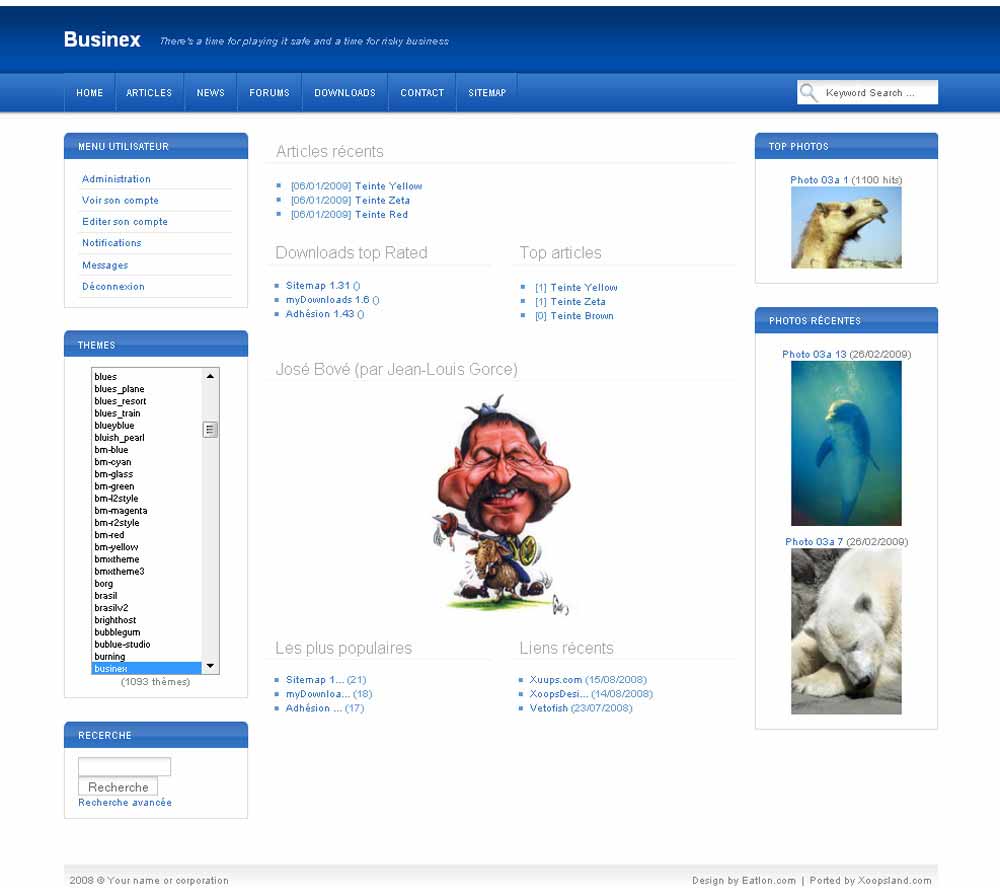 Businex There's a time for playing it safe and a time for risky business
HOME ARTICLES NEWS FORUMS DOWNLOADS CONTACT SITEMAP Keyword Search ...
MENU UTILISATEUR
Administration
Voir son compte
Editer son compte
Notifications
Messages
Déconnexion
THEMES
blues
blues_plane
blues_resort
blues_train
blueyblue
bluish_pearl
bm-blue
bm-cyan
bm-glass
bm-green
bm-l2style
bm-magenta
bm-r2style
bm-red
bm-yellow
bmxtheme
bmxtheme3
borg
brasil
brasilv2
brighthost
bubblegum
bublue-studio
burning
businex
(1093 thèmes)
RECERCHE
Recherche
Recherche avancée
Articles récents
[06/01/2009] Teinte Yellow
[06/01/2009] Teinte Zeta
[06/01/2009] Teinte Red
Downloads top Rated
Sitemap 1.31 ()
myDownloads 1.6 ()
Adhésion 1.43 ()
Top articles
[1] Teinte Yellow
[1] Teinte Zeta
[0] Teinte Brown
José Bové (par Jean-Louis Gorce)
Les plus populaires
Sitemap 1... (21)
myDownloa... (18)
Adhésion ... (17)
Liens récents
Xuups.com (15/08/2008)
XoopsDesi... (14/08/2008)
Vetofish (23/07/2008)
TOP PHOTOS
Photo 03a 1 (1100 hits)
PHOTOS RÉCENTES
Photo 03a 13 (26/02/2009)
Photo 03a 7 (26/02/2009)
2008 © Your name or corporation
Design by Eatlon.com | Ported by Xoopsland.com